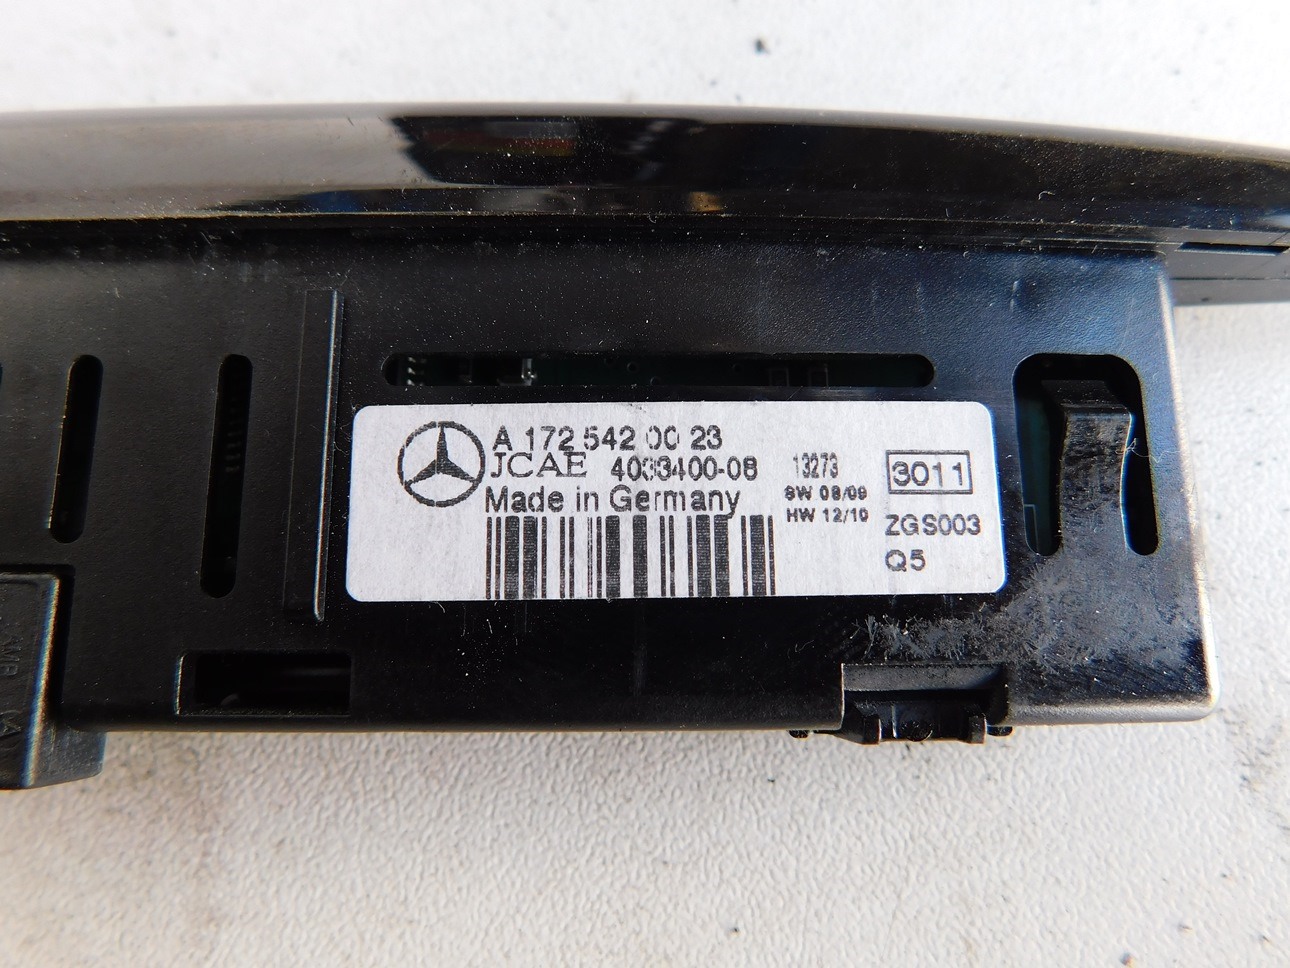 A 172 542 00 23
JCAE 4033400-08
Made in Germany
13273
SW 08/09
HW 12/10
3011
ZGS003
Q5